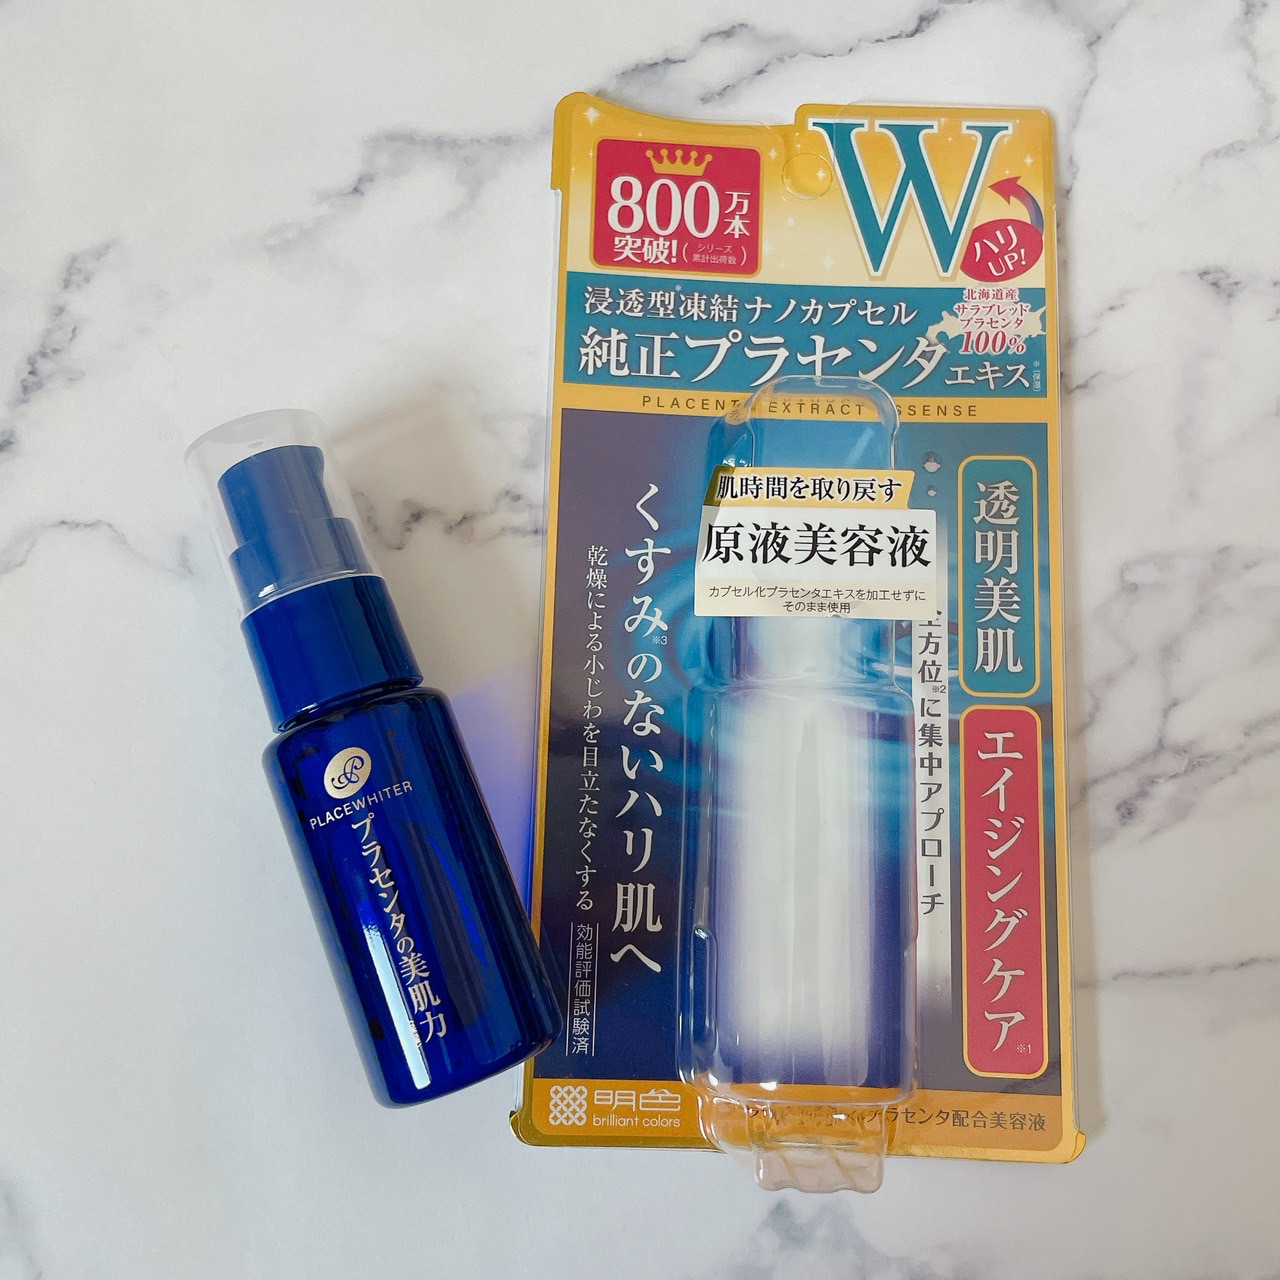 PLACEWHITER
プラセンタの美肌力
800万本
突破!(シリーズ累計出荷数)
W
ハリ
UP!
北海道産
サラブレッド
プラセンタ
100%
浸透型※凍結ナノカプセル
純正プラセンタエキス
※(保湿)
PLACENTA EXTRACT ESSENSE
肌時間を取り戻す
原液美容液
カプセル化プラセンタエキスを加工せずに
そのまま使用
透明美肌
エイジングケア※1
全方位※2に集中アプローチ
くすみ※3のないハリ肌へ
乾燥による小じわを目立たなくする
効能評価試験済
明色
brilliant colors
プラセンタ配合美容液